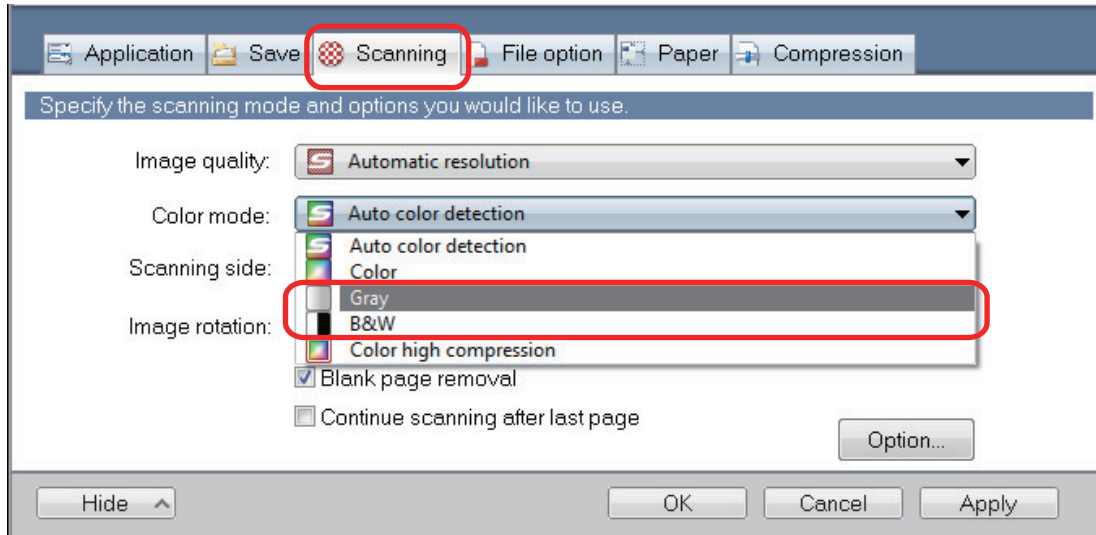 Application Save Scanning File option Paper Compression
Specify the scanning mode and options you would like to use.
Image quality: Automatic resolution
Color mode: Auto color detection
Auto color detection
Scanning side: Color
Gray
Image rotation: B&W
Color high compression
Blank page removal
Continue scanning after last page
Option...
Hide OK Cancel Apply